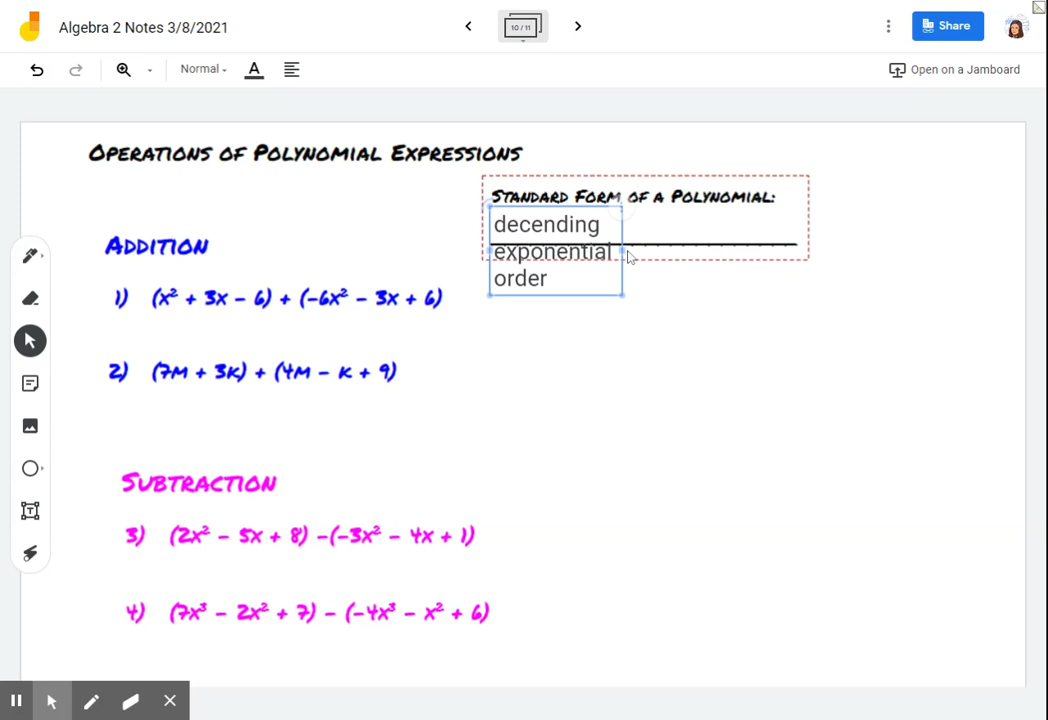 Algebra 2 Notes 3/8/2021
10 / 11
Share
Normal
A
Open on a Jamboard
OPERATIONS OF POLYNOMIAL EXPRESSIONS
STANDARD FORM OF A POLYNOMIAL:
decending
exponential
order
ADDITION
1) (x² + 3x - 6) + (-6x² - 3x + 6)
2) (7M + 3K) + (4M - K + 9)
SUBTRACTION
3) (2x² - 5x + 8) -(-3x² - 4x + 1)
4) (7x³ - 2x² + 7) - (-4x³ - x² + 6)